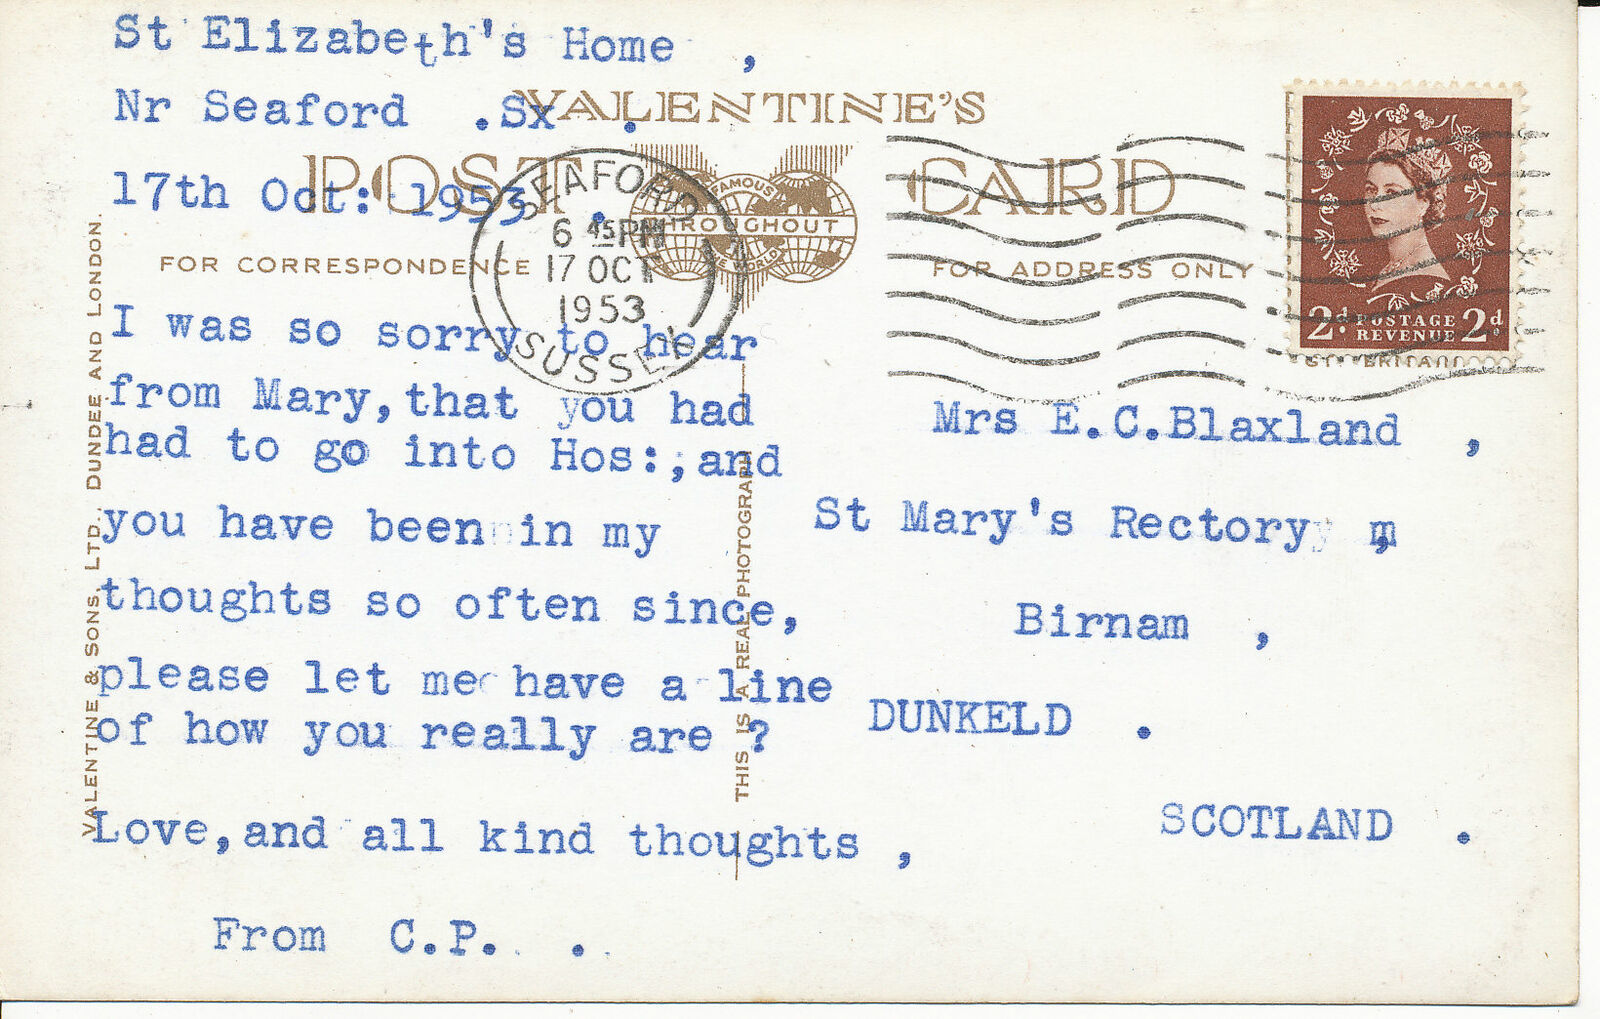 St Elizabeth's Home ,
Nr Seaford .Sx .
17th Oct: 1953 .
VALENTINE'S
POST CARD
FAMOUS
THROUGHOUT
THE WORLD
FOR CORRESPONDENCE
FOR ADDRESS ONLY
SEAFORD
6 45 PM
17 OCT
1953
SUSSEX
2d POSTAGE 2d
REVENUE
I was so sorry to hear
from Mary,that you had
had to go into Hos:,and
you have been in my
thoughts so often since,
please let me have a line
of how you really are ?
Love,and all kind thoughts ,
From C.P. .
Mrs E.C.Blaxland ,
St Mary's Rectory ,
Birnam ,
DUNKELD .
SCOTLAND .
VALENTINE & SONS, LTD., DUNDEE AND LONDON.
THIS IS A REAL PHOTOGRAPH
GT BRITAIN